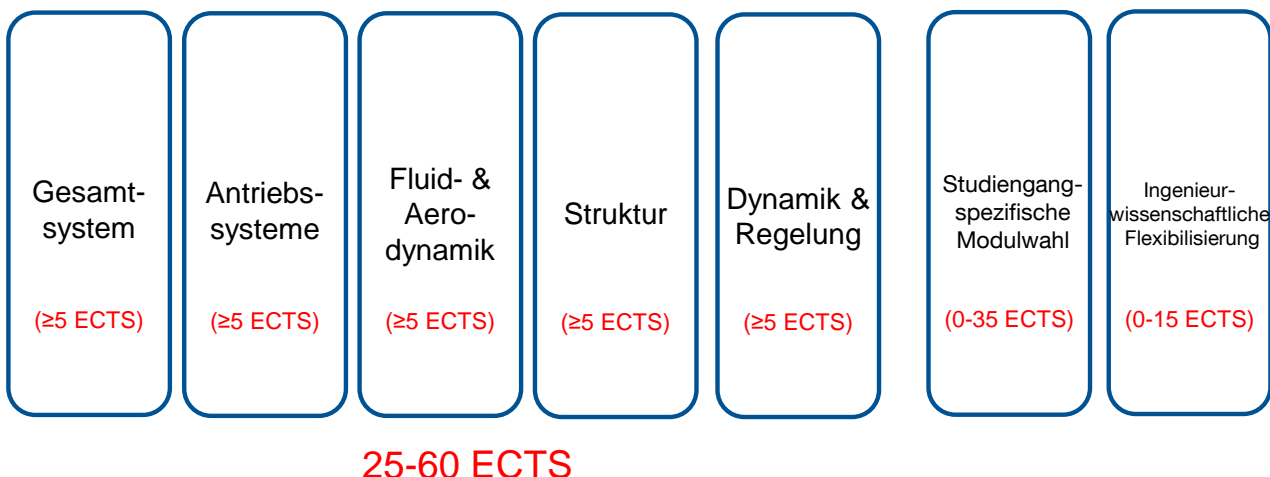 Gesamt-
system
(≥5 ECTS)
Antriebs-
systeme
(≥5 ECTS)
Fluid- &
Aero-
dynamik
(≥5 ECTS)
Struktur
(≥5 ECTS)
Dynamik &
Regelung
(≥5 ECTS)
Studiengang-
spezifische
Modulwahl
(0-35 ECTS)
Ingenieur-
wissenschaftliche
Flexibilisierung
(0-15 ECTS)
25-60 ECTS